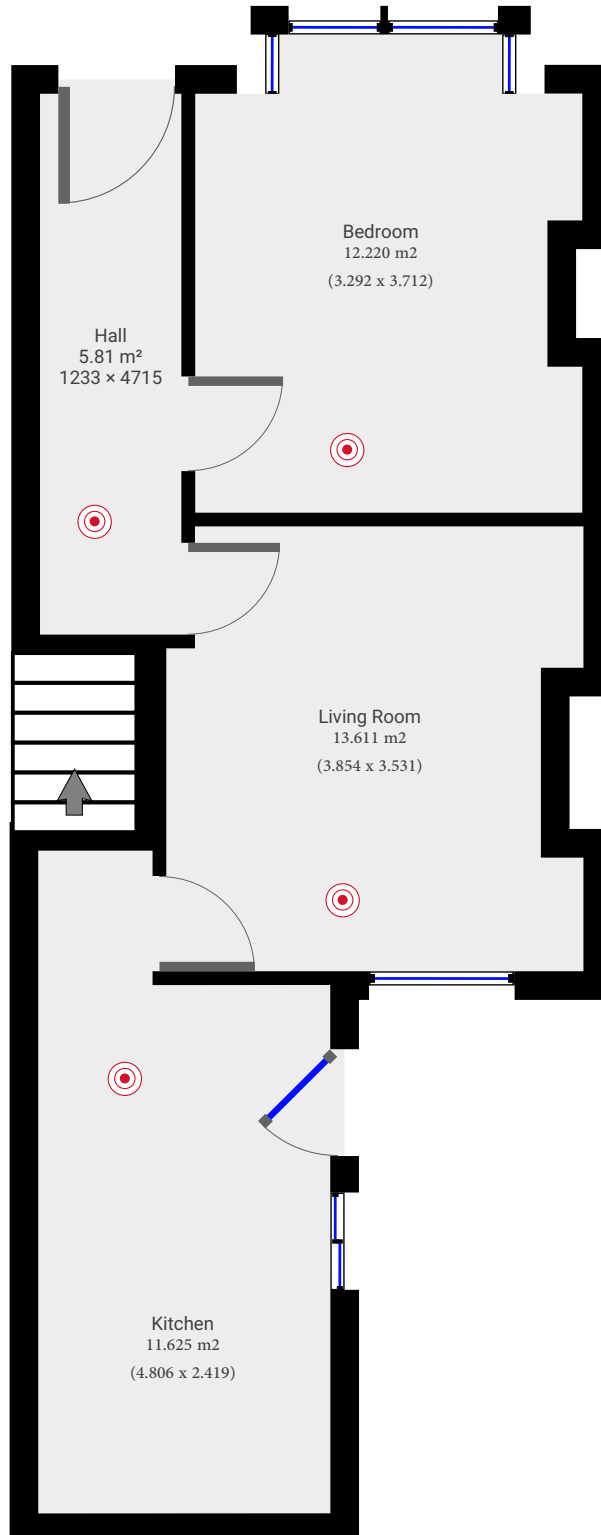 Bedroom
12.220 m2
(3.292 x 3.712)
Hall
5.81 m²
1233 × 4715
Living Room
13.611 m2
(3.854 x 3.531)
Kitchen
11.625 m2
(4.806 x 2.419)